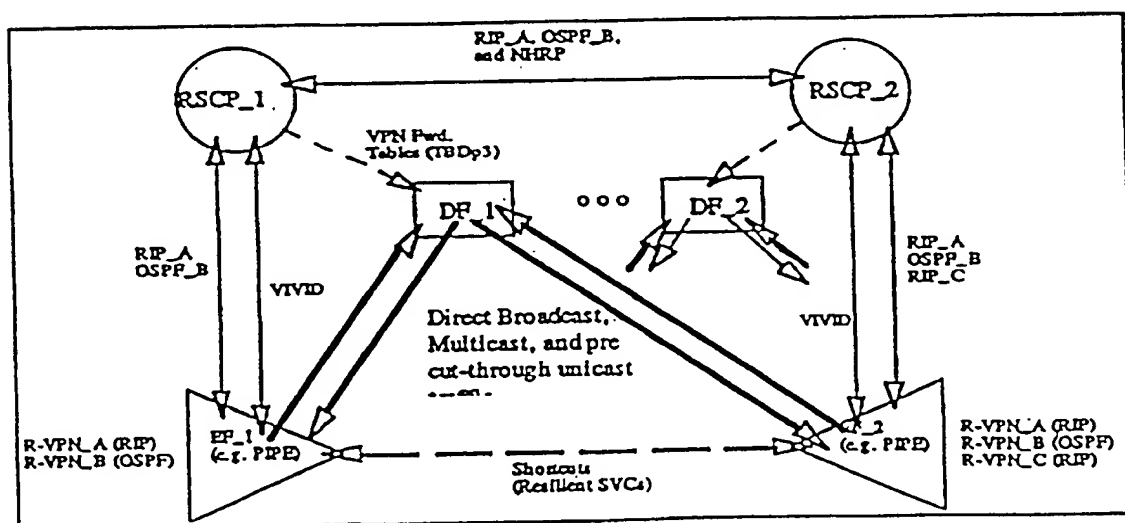 RIP_A, OSPF_B,
and NHRP
RSCP_1
RSCP_2
VPN Fwd.
Tables (TBDp3)
DF_1
DF_2
RIP_A
OSPF_B
VIVID
RIP_A
OSPF_B
RIP_C
VIVID
Direct Broadcast,
Multicast, and pre
cut-through unicast
R-VPN_A (RIP)
R-VPN_B (OSPF)
EF_1
(e.g. PIPE)
_2
(e.g. PIPE)
R-VPN_A (RIP)
R-VPN_B (OSPF)
R-VPN_C (RIP)
Shortcuts
(Resilient SVCs)